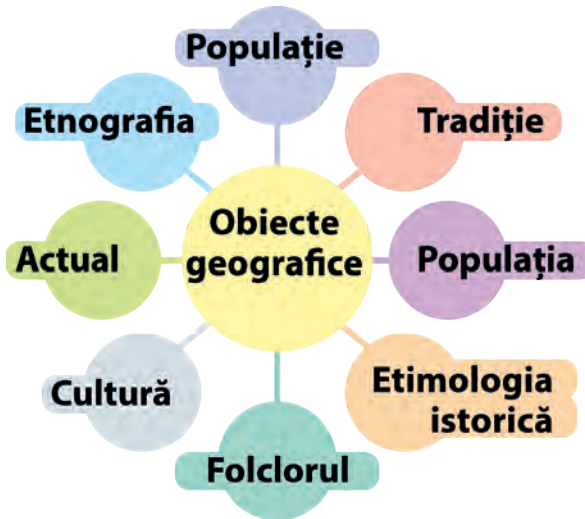 Populație
Etnografia
Tradiție
Obiecte
geografice
Actual
Populația
Cultură
Etimologia
istorică
Folclorul